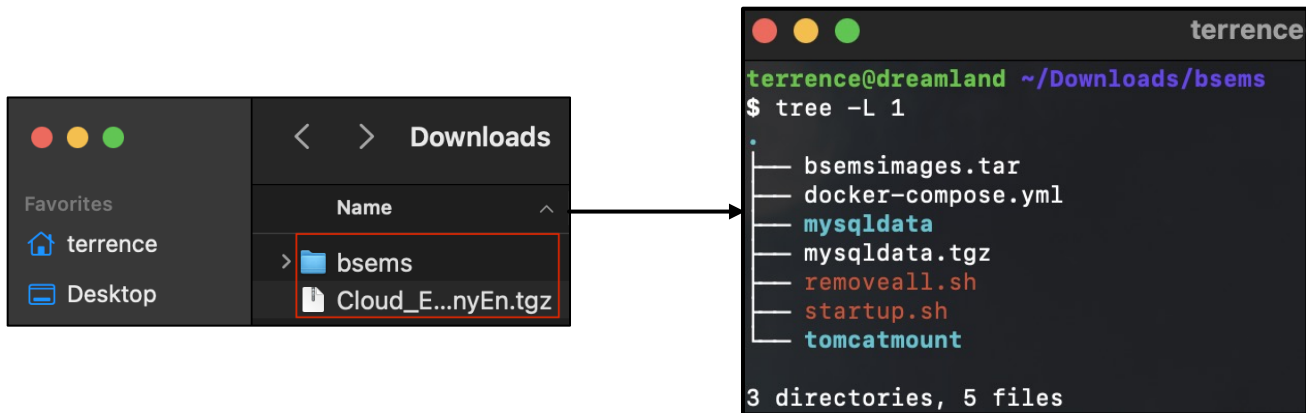 Downloads
Favorites
Name
terrence
bsems
Desktop
Cloud_E...nyEn.tgz
terrence
terrence@dreamland ~/Downloads/bsems
$ tree -L 1
.
├── bsemsimages.tar
├── docker-compose.yml
├── mysqldata
├── mysqldata.tgz
├── removeall.sh
├── startup.sh
└── tomcatmount
3 directories, 5 files